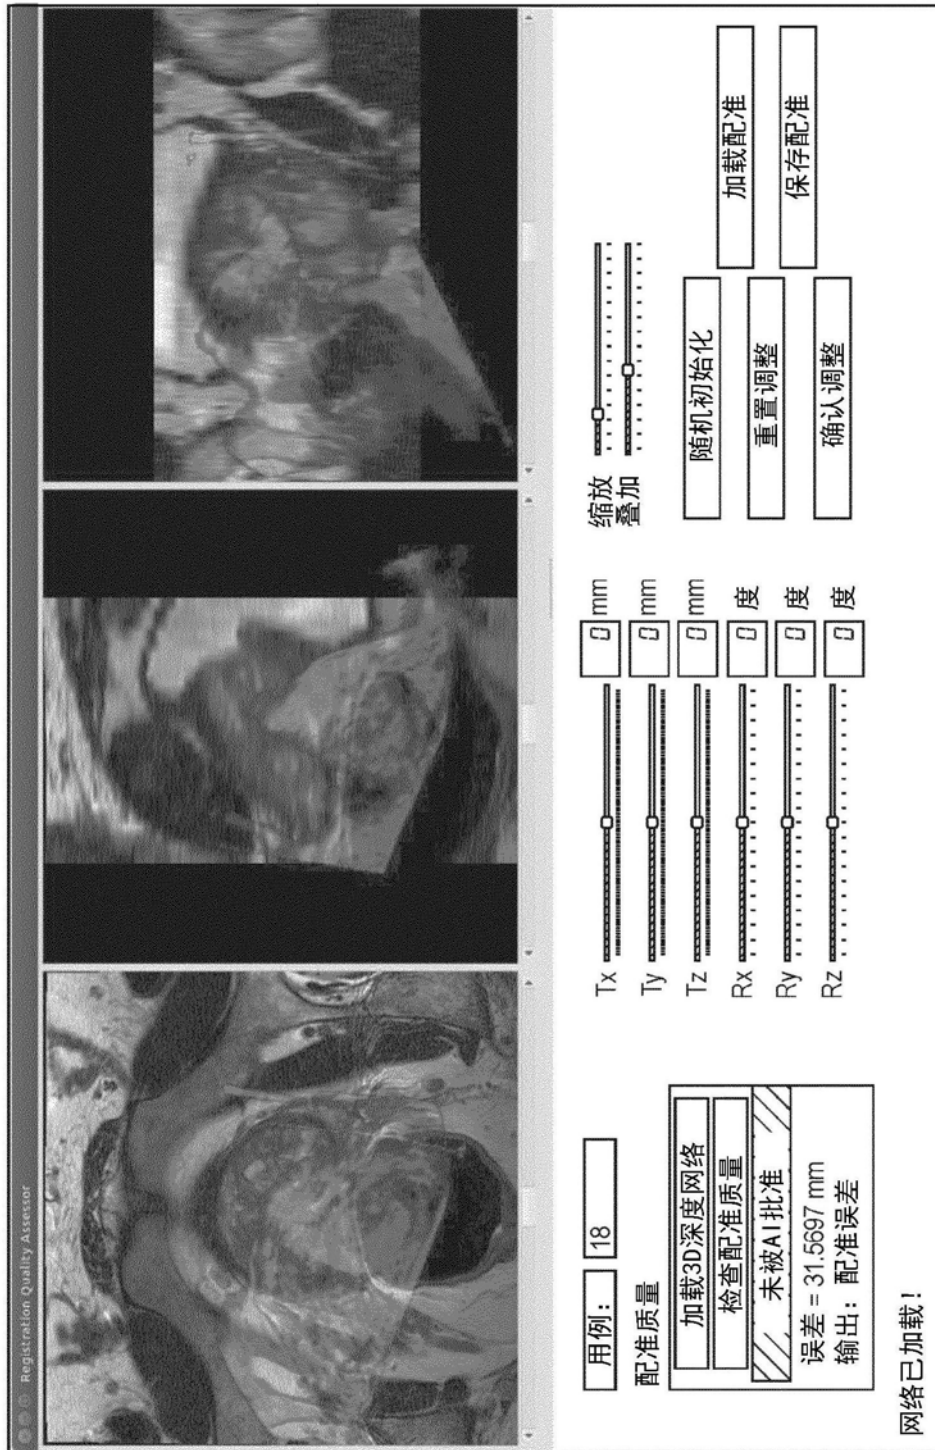 Registration Quality Assessor
用例：
18
配准质量
加载3D深度网络
检查配准质量
未被AI批准
误差 = 31.5697 mm
输出：配准误差
网络已加载！
Tx 0 mm
Ty 0 mm
Tz 0 mm
Rx 0 度
Ry 0 度
Rz 0 度
缩放
叠加
随机初始化
重置调整
确认调整
加载配准
保存配准